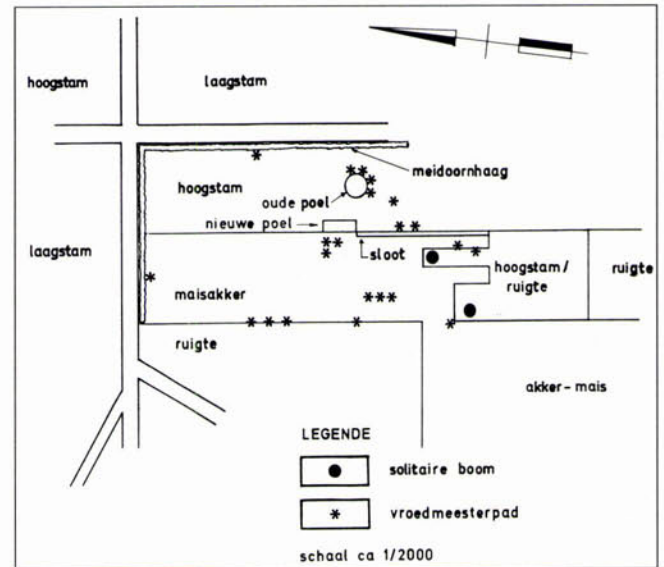 hoogstam
laagstam
meidoornhaag
hoogstam
oude poel
nieuwe poel
laagstam
sloot
hoogstam/
ruigte
ruigte
maisakker
ruigte
akker-mais
LEGENDE
solitaire boom
vroedmeesterpad
schaal ca 1/2000